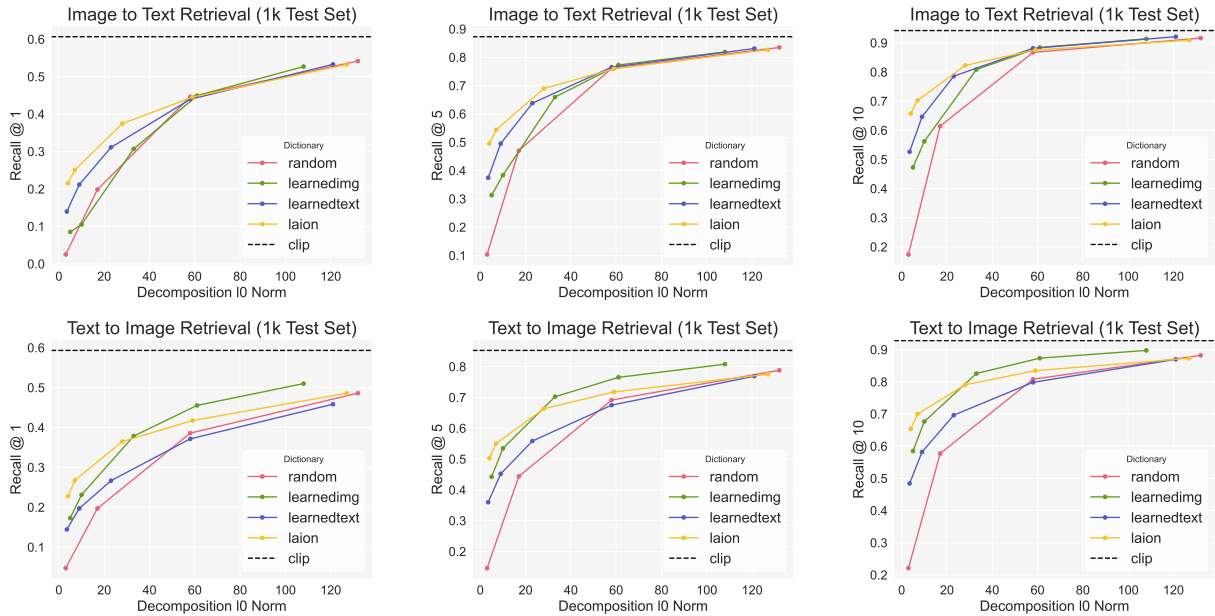 Image to Text Retrieval (1k Test Set)
Recall @ 1
0.6
0.5
0.4
0.3
0.2
0.1
0.0
0 20 40 60 80 100 120
Decomposition l0 Norm
Dictionary
random
learnedimg
learnedtext
laion
clip
Image to Text Retrieval (1k Test Set)
Recall @ 5
0.9
0.8
0.7
0.6
0.5
0.4
0.3
0.2
0.1
0 20 40 60 80 100 120
Decomposition l0 Norm
Dictionary
random
learnedimg
learnedtext
laion
clip
Image to Text Retrieval (1k Test Set)
Recall @ 10
0.9
0.8
0.7
0.6
0.5
0.4
0.3
0.2
0 20 40 60 80 100 120
Decomposition l0 Norm
Dictionary
random
learnedimg
learnedtext
laion
clip
Text to Image Retrieval (1k Test Set)
Recall @ 1
0.6
0.5
0.4
0.3
0.2
0.1
0 20 40 60 80 100 120
Decomposition l0 Norm
Dictionary
random
learnedimg
learnedtext
laion
clip
Text to Image Retrieval (1k Test Set)
Recall @ 5
0.8
0.7
0.6
0.5
0.4
0.3
0.2
0 20 40 60 80 100 120
Decomposition l0 Norm
Dictionary
random
learnedimg
learnedtext
laion
clip
Text to Image Retrieval (1k Test Set)
Recall @ 10
0.9
0.8
0.7
0.6
0.5
0.4
0.3
0.2
0 20 40 60 80 100 120
Decomposition l0 Norm
Dictionary
random
learnedimg
learnedtext
laion
clip